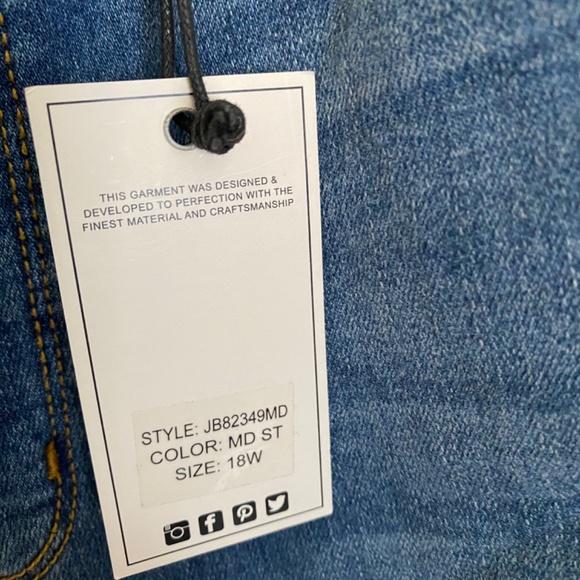 THIS GARMENT WAS DESIGNED &
DEVELOPED TO PERFECTION WITH THE
FINEST MATERIAL AND CRAFTSMANSHIP
STYLE: JB82349MD
COLOR: MD ST
SIZE: 18W